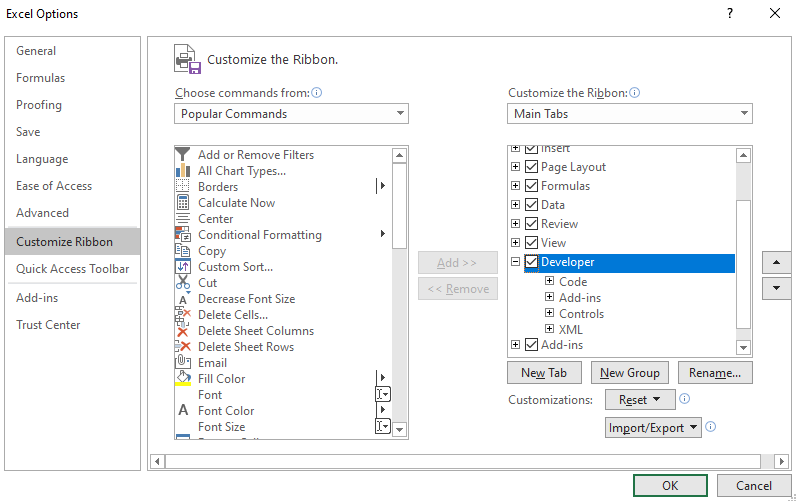 Excel Options
?
General
Formulas
Proofing
Save
Language
Ease of Access
Advanced
Customize Ribbon
Quick Access Toolbar
Add-ins
Trust Center
Customize the Ribbon.
Choose commands from:
Popular Commands
Add or Remove Filters
All Chart Types...
Borders
Calculate Now
Center
Conditional Formatting
Copy
Custom Sort...
Cut
Decrease Font Size
Delete Cells...
Delete Sheet Columns
Delete Sheet Rows
Email
Fill Color
Font
Font Color
Font Size
Add >>
<< Remove
Customize the Ribbon:
Main Tabs
Insert
Page Layout
Formulas
Data
Review
View
Developer
Code
Add-ins
Controls
XML
Add-ins
New Tab
New Group
Rename...
Customizations:
Reset
Import/Export
OK
Cancel